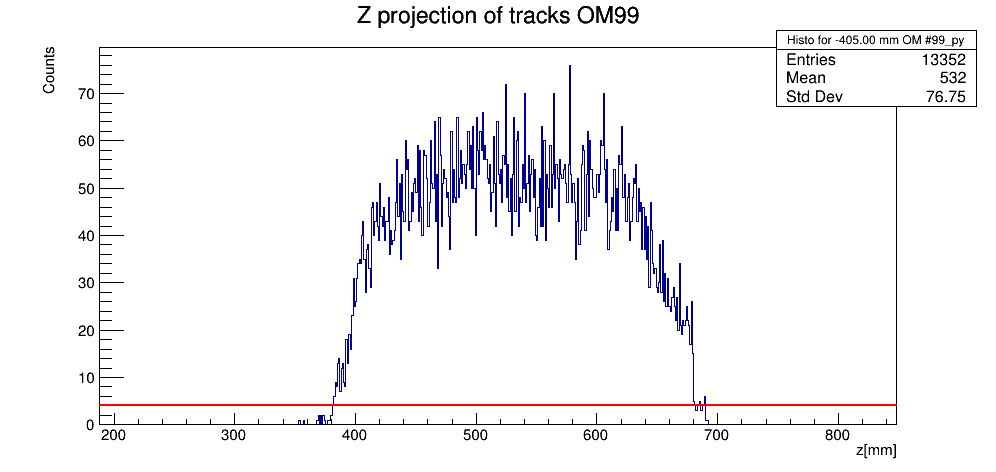 Z projection of tracks OM99
Histo for -405.00 mm OM #99_py
Entries 13352
Mean 532
Std Dev 76.75
Counts
70
60
50
40
30
20
10
0
200 300 400 500 600 700 800
z[mm]